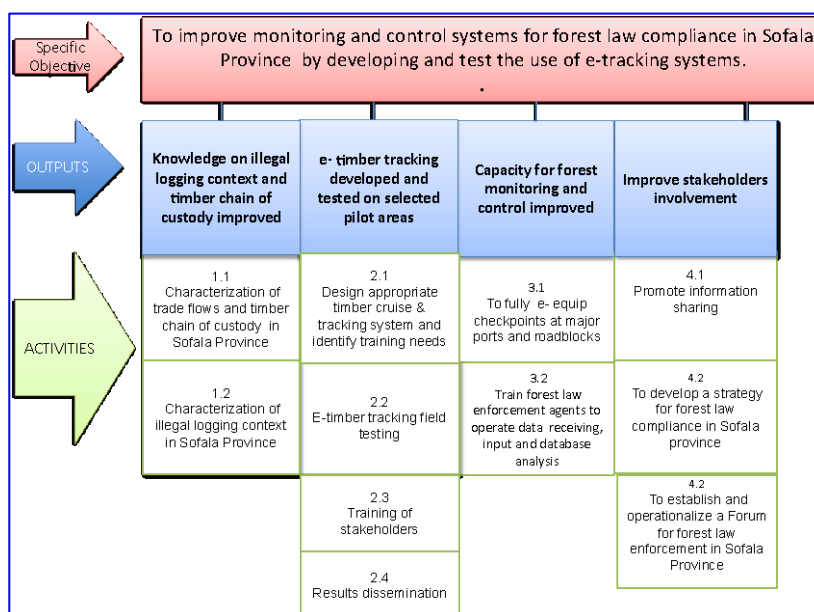 Specific
Objective
To improve monitoring and control systems for forest law compliance in Sofala
Province by developing and test the use of e-tracking systems.
.
OUTPUTS
Knowledge on illegal
logging context and
timber chain of
custody improved
e- timber tracking
developed and
tested on selected
pilot areas
Capacity for forest
monitoring and
control improved
Improve stakeholders
involvement
ACTIVITIES
1.1
Characterization of
trade flows and timber
chain of custody in
Sofala Province
2.1
Design appropriate
timber cruise &
tracking system and
identify training needs
3.1
To fully e- equip
checkpoints at major
ports and roadblocks
4.1
Promote information
sharing
1.2
Characterization of
illegal logging context
in Sofala Province
2.2
E-timber tracking field
testing
3.2
Train forest law
enforcement agents to
operate data receiving,
input and database
analysis
4.2
To develop a strategy
for forest law
compliance in Sofala
province
2.3
Training of
stakeholders
4.2
To establish and
operationalize a Forum
for forest law
enforcement in Sofala
Province
2.4
Results dissemination